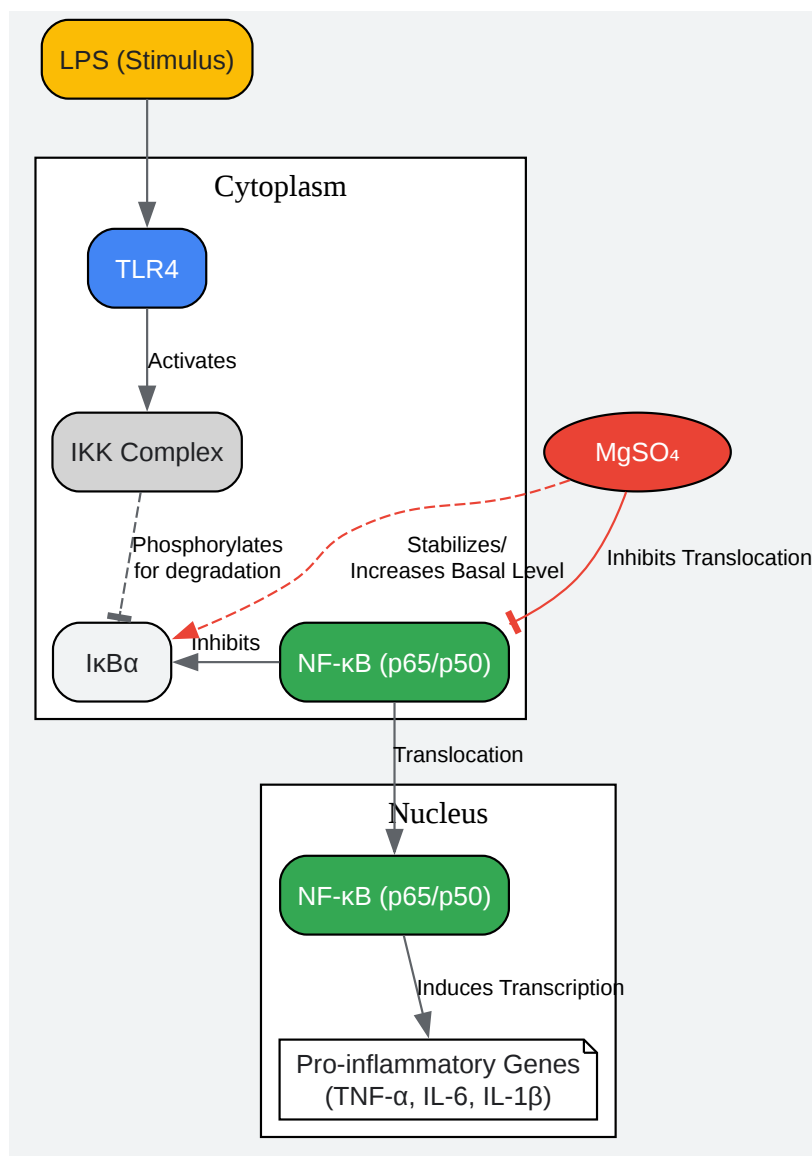 LPS (Stimulus)
Cytoplasm
TLR4
Activates
IKK Complex
MgSO₄
Phosphorylates
for degradation
Stabilizes/
Increases Basal Level
Inhibits Translocation
IκBα
Inhibits
NF-κB (p65/p50)
Translocation
Nucleus
NF-κB (p65/p50)
Induces Transcription
Pro-inflammatory Genes
(TNF-α, IL-6, IL-1β)